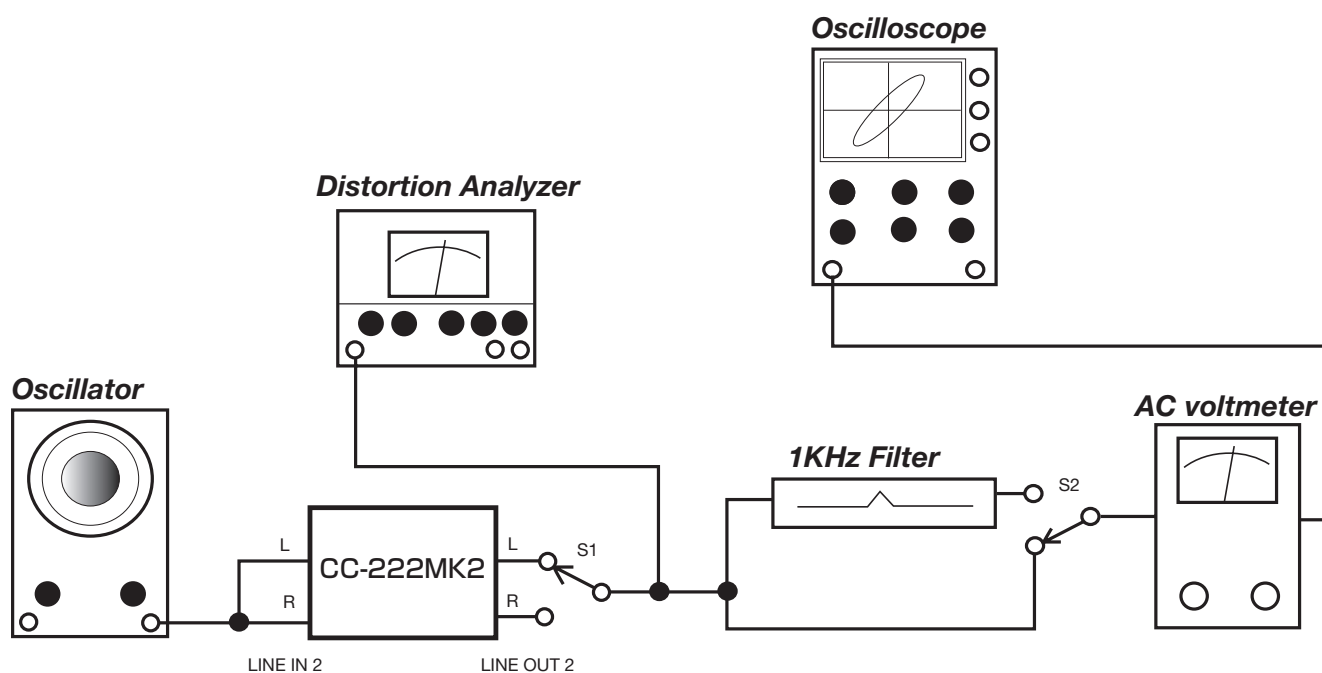 Oscilloscope
Distortion Analyzer
Oscillator
AC voltmeter
1KHz Filter
S2
L
CC-222MK2
L
S1
R
R
LINE IN 2
LINE OUT 2